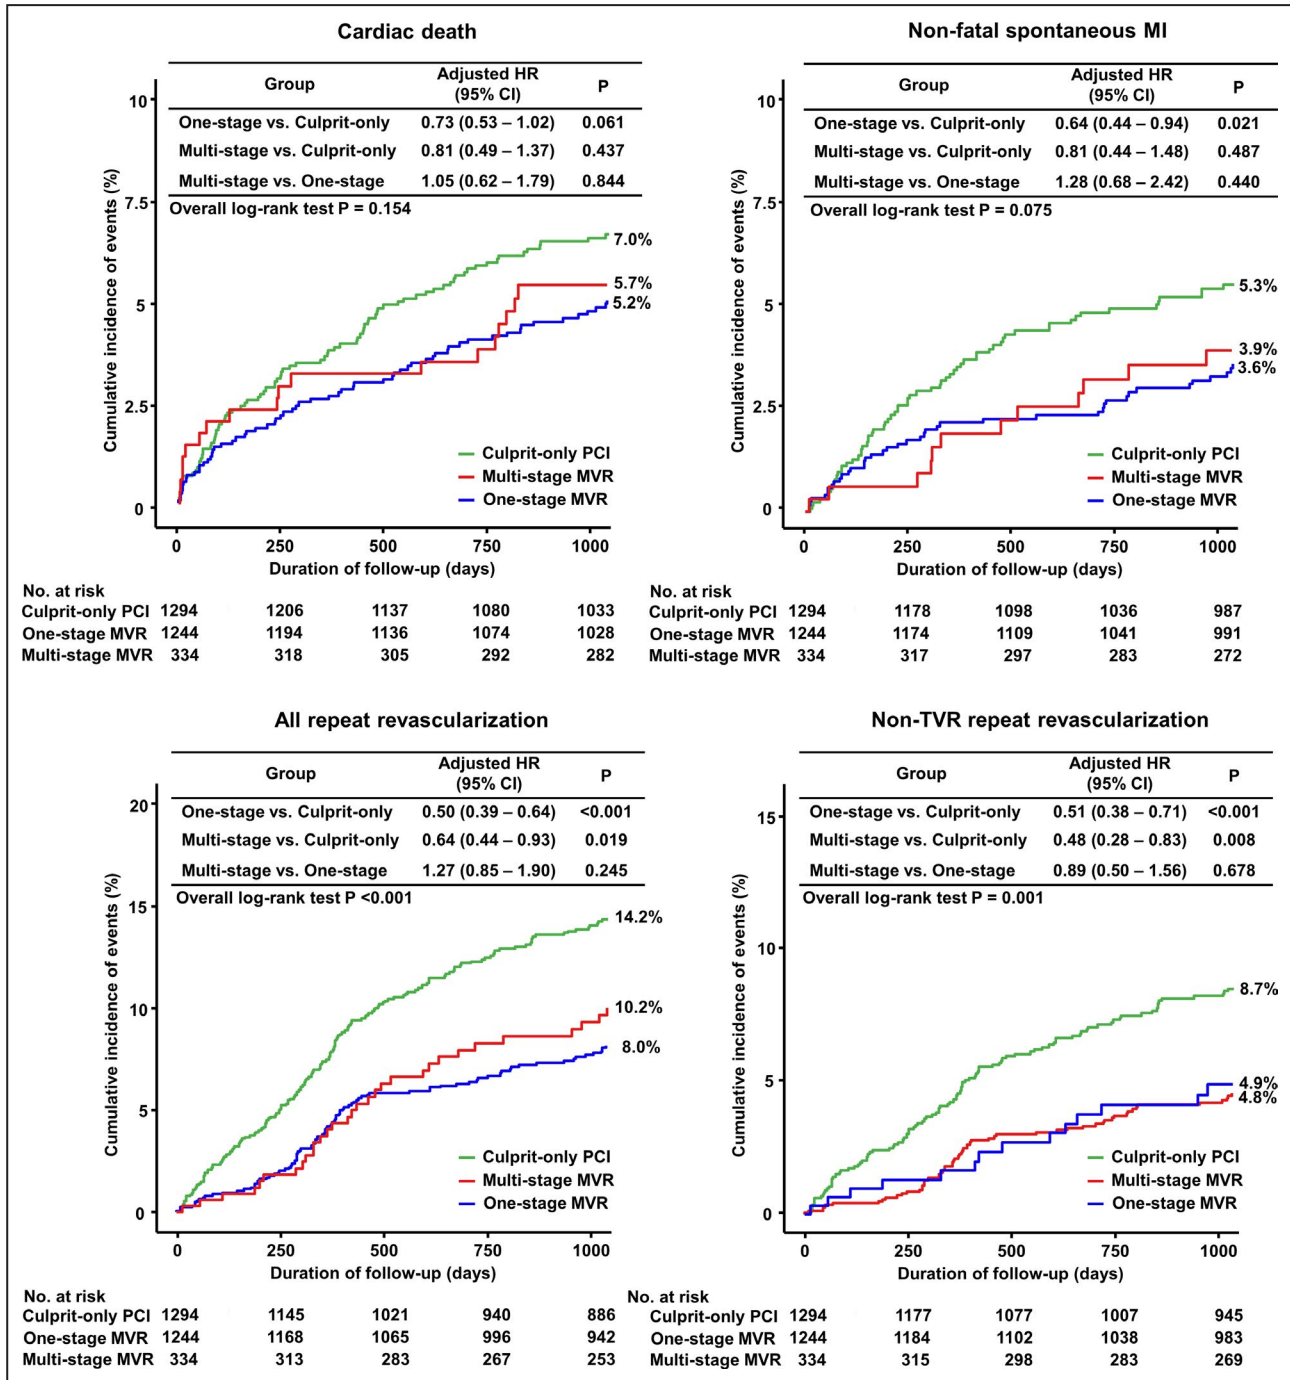 Cardiac death
Group Adjusted HR (95% CI) P
One-stage vs. Culprit-only 0.73 (0.53 – 1.02) 0.061
Multi-stage vs. Culprit-only 0.81 (0.49 – 1.37) 0.437
Multi-stage vs. One-stage 1.05 (0.62 – 1.79) 0.844
Overall log-rank test P = 0.154
Cumulative incidence of events (%)
10
7.5
5
2.5
0
7.0%
5.7%
5.2%
Culprit-only PCI
Multi-stage MVR
One-stage MVR
0 250 500 750 1000
Duration of follow-up (days)
No. at risk
Culprit-only PCI 1294 1206 1137 1080 1033
One-stage MVR 1244 1194 1136 1074 1028
Multi-stage MVR 334 318 305 292 282
Non-fatal spontaneous MI
Group Adjusted HR (95% CI) P
One-stage vs. Culprit-only 0.64 (0.44 – 0.94) 0.021
Multi-stage vs. Culprit-only 0.81 (0.44 – 1.48) 0.487
Multi-stage vs. One-stage 1.28 (0.68 – 2.42) 0.440
Overall log-rank test P = 0.075
Cumulative incidence of events (%)
10
7.5
5
2.5
0
5.3%
3.9%
3.6%
Culprit-only PCI
Multi-stage MVR
One-stage MVR
0 250 500 750 1000
Duration of follow-up (days)
No. at risk
Culprit-only PCI 1294 1178 1098 1036 987
One-stage MVR 1244 1174 1109 1041 991
Multi-stage MVR 334 317 297 283 272
All repeat revascularization
Group Adjusted HR (95% CI) P
One-stage vs. Culprit-only 0.50 (0.39 – 0.64) <0.001
Multi-stage vs. Culprit-only 0.64 (0.44 – 0.93) 0.019
Multi-stage vs. One-stage 1.27 (0.85 – 1.90) 0.245
Overall log-rank test P <0.001
Cumulative incidence of events (%)
20
15
10
5
0
14.2%
10.2%
8.0%
Culprit-only PCI
Multi-stage MVR
One-stage MVR
0 250 500 750 1000
Duration of follow-up (days)
No. at risk
Culprit-only PCI 1294 1145 1021 940 886
One-stage MVR 1244 1168 1065 996 942
Multi-stage MVR 334 313 283 267 253
Non-TVR repeat revascularization
Group Adjusted HR (95% CI) P
One-stage vs. Culprit-only 0.51 (0.38 – 0.71) <0.001
Multi-stage vs. Culprit-only 0.48 (0.28 – 0.83) 0.008
Multi-stage vs. One-stage 0.89 (0.50 – 1.56) 0.678
Overall log-rank test P = 0.001
Cumulative incidence of events (%)
15
10
5
0
8.7%
4.9%
4.8%
Culprit-only PCI
Multi-stage MVR
One-stage MVR
0 250 500 750 1000
Duration of follow-up (days)
No. at risk
Culprit-only PCI 1294 1177 1077 1007 945
One-stage MVR 1244 1184 1102 1038 983
Multi-stage MVR 334 315 298 283 269